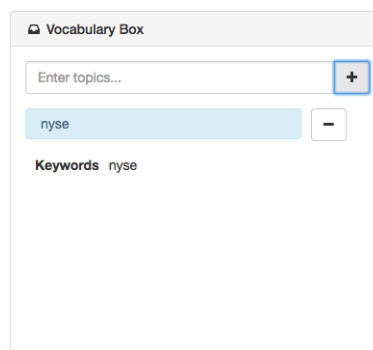 Vocabulary Box
Enter topics...
+
nyse
−
Keywords nyse